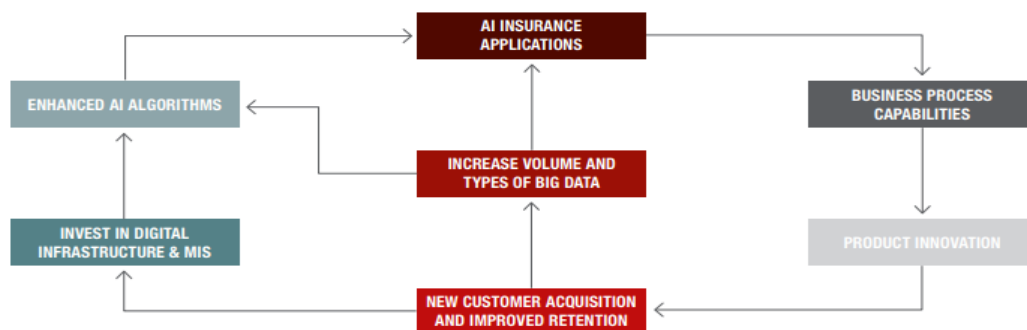 AI INSURANCE
APPLICATIONS
ENHANCED AI ALGORITHMS
BUSINESS PROCESS
CAPABILITIES
INCREASE VOLUME AND
TYPES OF BIG DATA
INVEST IN DIGITAL
INFRASTRUCTURE & MIS
PRODUCT INNOVATION
NEW CUSTOMER ACQUISITION
AND IMPROVED RETENTION